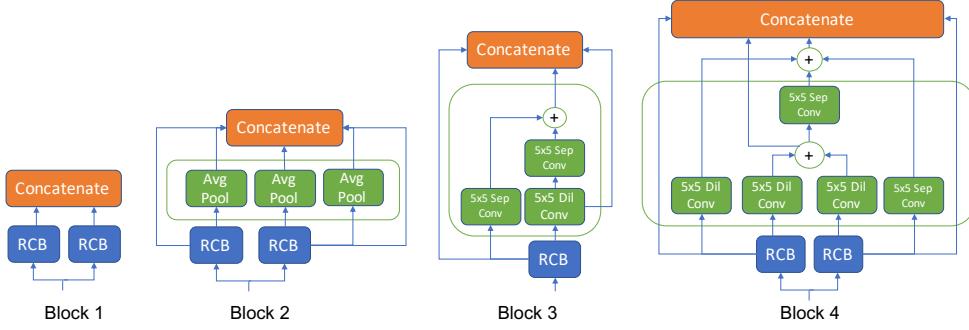 Concatenate
RCB
RCB
Block 1
Concatenate
Avg
Pool
Avg
Pool
Avg
Pool
RCB
RCB
Block 2
Concatenate
+
5x5 Sep
Conv
5x5 Sep
Conv
5x5 Dil
Conv
RCB
Block 3
Concatenate
+
5x5 Sep
Conv
+
5x5 Dil
Conv
5x5 Dil
Conv
5x5 Dil
Conv
5x5 Sep
Conv
RCB
RCB
Block 4